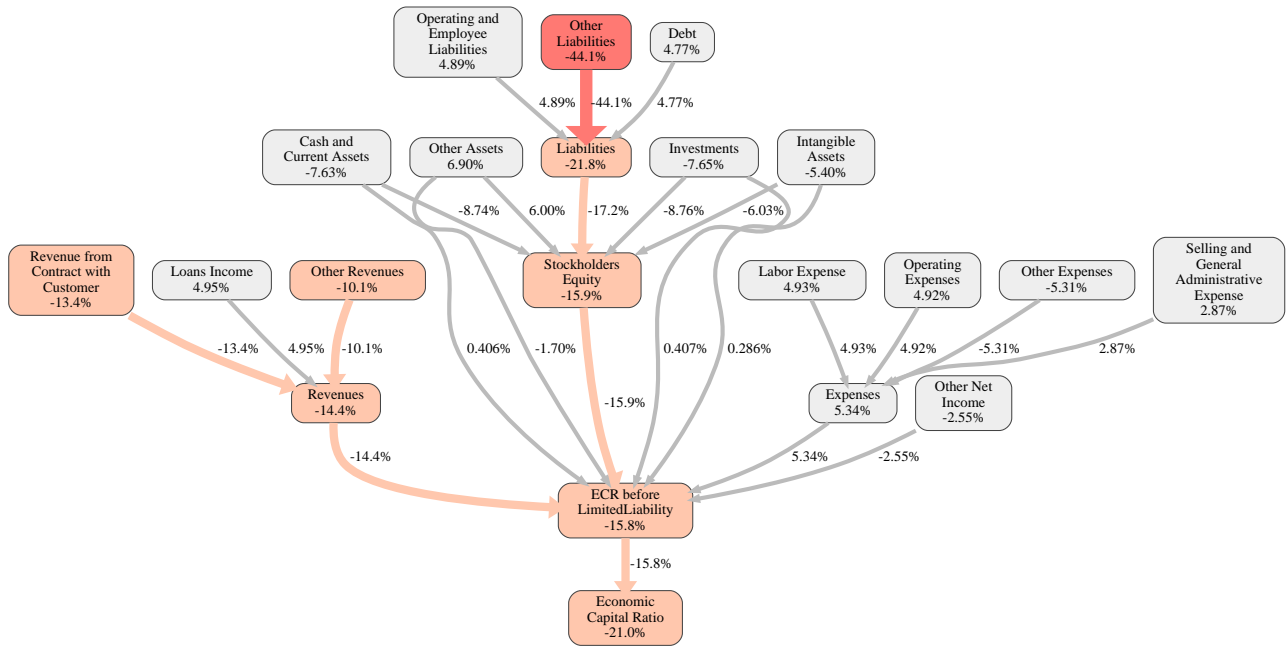 Operating and
Employee
Liabilities
4.89%
Other
Liabilities
-44.1%
Debt
4.77%
4.89%
-44.1%
4.77%
Cash and
Current Assets
-7.63%
Other Assets
6.90%
Liabilities
-21.8%
Investments
-7.65%
Intangible
Assets
-5.40%
-8.74%
6.00%
-17.2%
-8.76%
-6.03%
Revenue from
Contract with
Customer
-13.4%
Loans Income
4.95%
Other Revenues
-10.1%
Stockholders
Equity
-15.9%
Labor Expense
4.93%
Operating
Expenses
4.92%
Other Expenses
-5.31%
Selling and
General
Administrative
Expense
2.87%
-13.4%
4.95%
-10.1%
0.406%
-1.70%
0.407%
0.286%
4.93%
4.92%
-5.31%
2.87%
Revenues
-14.4%
-15.9%
Expenses
5.34%
Other Net
Income
-2.55%
-14.4%
5.34%
-2.55%
ECR before
LimitedLiability
-15.8%
-15.8%
Economic
Capital Ratio
-21.0%